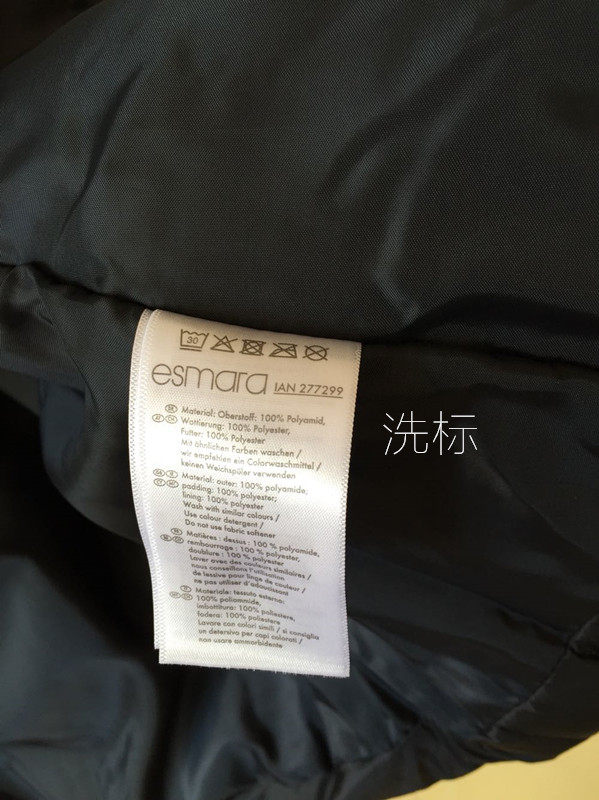 30
esmara IAN 277299
Material: Oberstoff: 100% Polyamid,
Wattierung: 100% Polyester,
Futter: 100% Polyester
Mit ähnlichen Farben waschen /
wir empfehlen ein Colorwaschmittel /
keinen Weichspüler verwenden
Material: outer: 100% polyamide,
padding: 100% polyester,
lining: 100% polyester
Wash with similar colours /
Use colour detergent /
Do not use fabric softener
Matières : dessus : 100 % polyamide,
rembourrage : 100 % polyester,
doublure : 100 % polyester
Laver avec des couleurs similaires /
nous conseillons l'utilisation
de lessive pour linge de couleur /
ne pas utiliser d'adoucissant
Materiale: tessuto esterno:
100% poliammide,
imbottitura: 100% poliestere,
fodera: 100% poliestere
Lavare con colori simili / si consiglia
un detersivo per capi colorati /
non usare ammorbidente
洗标